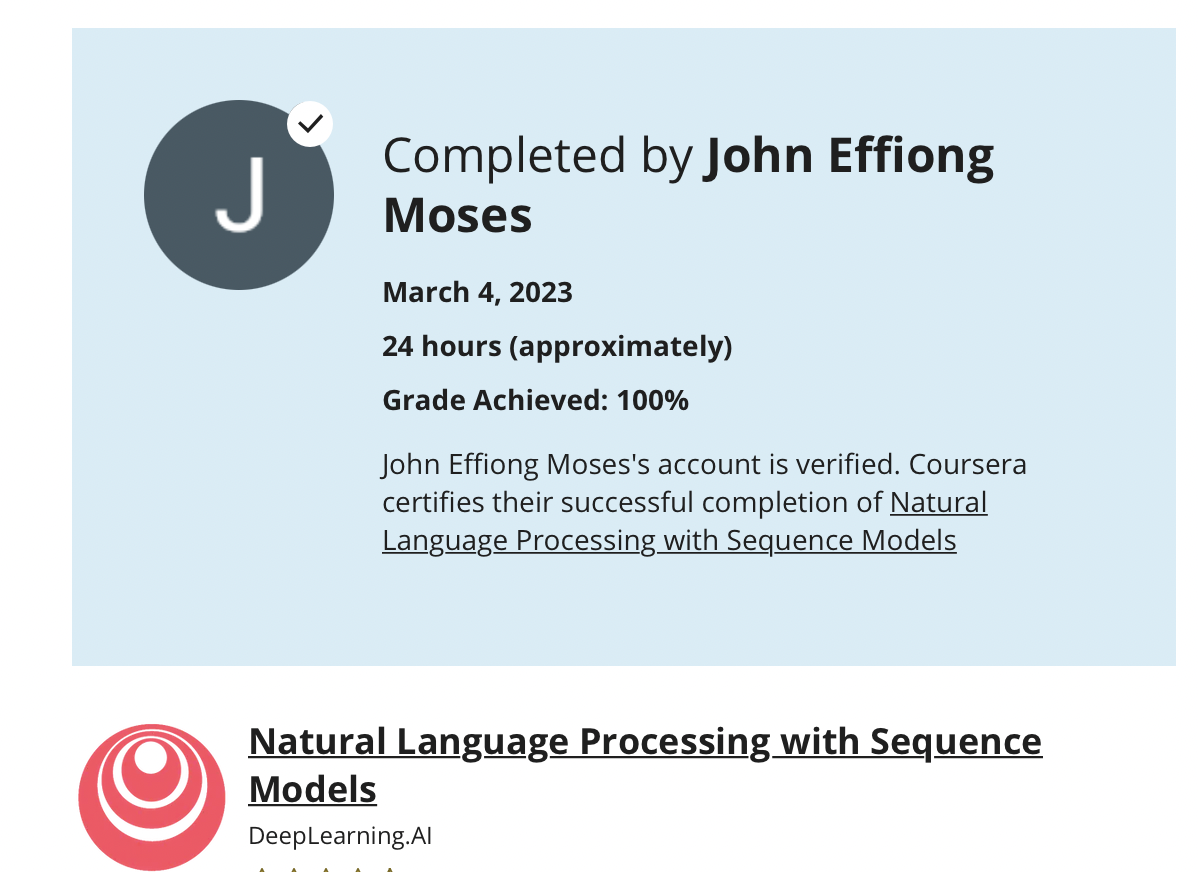 J
Completed by John Effiong
Moses
March 4, 2023
24 hours (approximately)
Grade Achieved: 100%
John Effiong Moses's account is verified. Coursera
certifies their successful completion of Natural
Language Processing with Sequence Models
Natural Language Processing with Sequence
Models
DeepLearning.AI